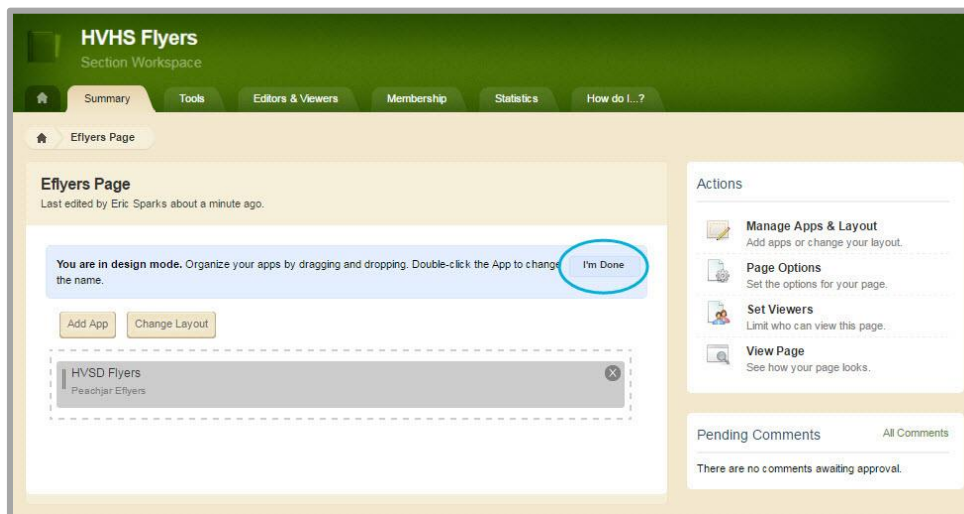 HVHS Flyers
Section Workspace
Summary Tools Editors & Viewers Membership Statistics How do I...?
Eflyers Page
Eflyers Page
Last edited by Eric Sparks about a minute ago.
You are in design mode. Organize your apps by dragging and dropping. Double-click the App to change
the name.
I'm Done
Add App Change Layout
HVSD Flyers
Peachjar Eflyers
Actions
Manage Apps & Layout
Add apps or change your layout.
Page Options
Set the options for your page.
Set Viewers
Limit who can view this page.
View Page
See how your page looks.
Pending Comments All Comments
There are no comments awaiting approval.